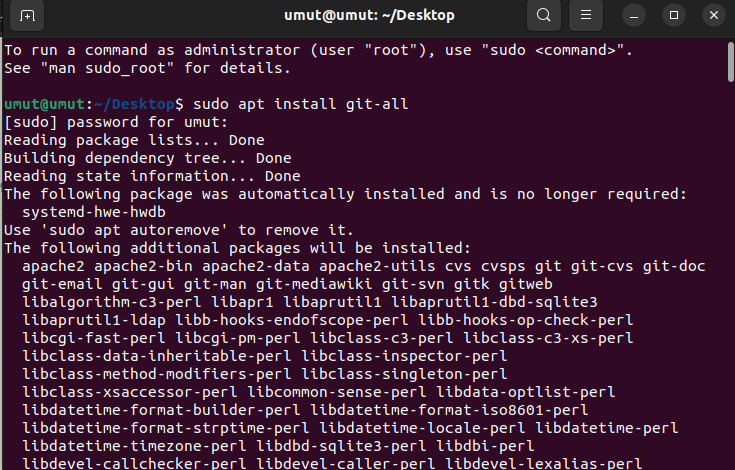 umut@umut: ~/Desktop
To run a command as administrator (user "root"), use "sudo <command>".
See "man sudo_root" for details.
umut@umut:~/Desktop$ sudo apt install git-all
[sudo] password for umut:
Reading package lists... Done
Building dependency tree... Done
Reading state information... Done
The following package was automatically installed and is no longer required:
  systemd-hwe-hwdb
Use 'sudo apt autoremove' to remove it.
The following additional packages will be installed:
  apache2 apache2-bin apache2-data apache2-utils cvs cvsps git git-cvs git-doc
  git-email git-gui git-man git-mediawiki git-svn gitk gitweb
  libalgorithm-c3-perl libapr1 libaprutil1 libaprutil1-dbd-sqlite3
  libaprutil1-ldap libb-hooks-endofscope-perl libb-hooks-op-check-perl
  libcgi-fast-perl libcgi-pm-perl libclass-c3-perl libclass-c3-xs-perl
  libclass-data-inheritable-perl libclass-inspector-perl
  libclass-method-modifiers-perl libclass-singleton-perl
  libclass-xsaccessor-perl libcommon-sense-perl libdata-optlist-perl
  libdatetime-format-builder-perl libdatetime-format-iso8601-perl
  libdatetime-format-strptime-perl libdatetime-locale-perl libdatetime-perl
  libdatetime-timezone-perl libdbd-sqlite3-perl libdbi-perl
  libdevel-callchecker-perl libdevel-caller-perl libdevel-lexalias-perl